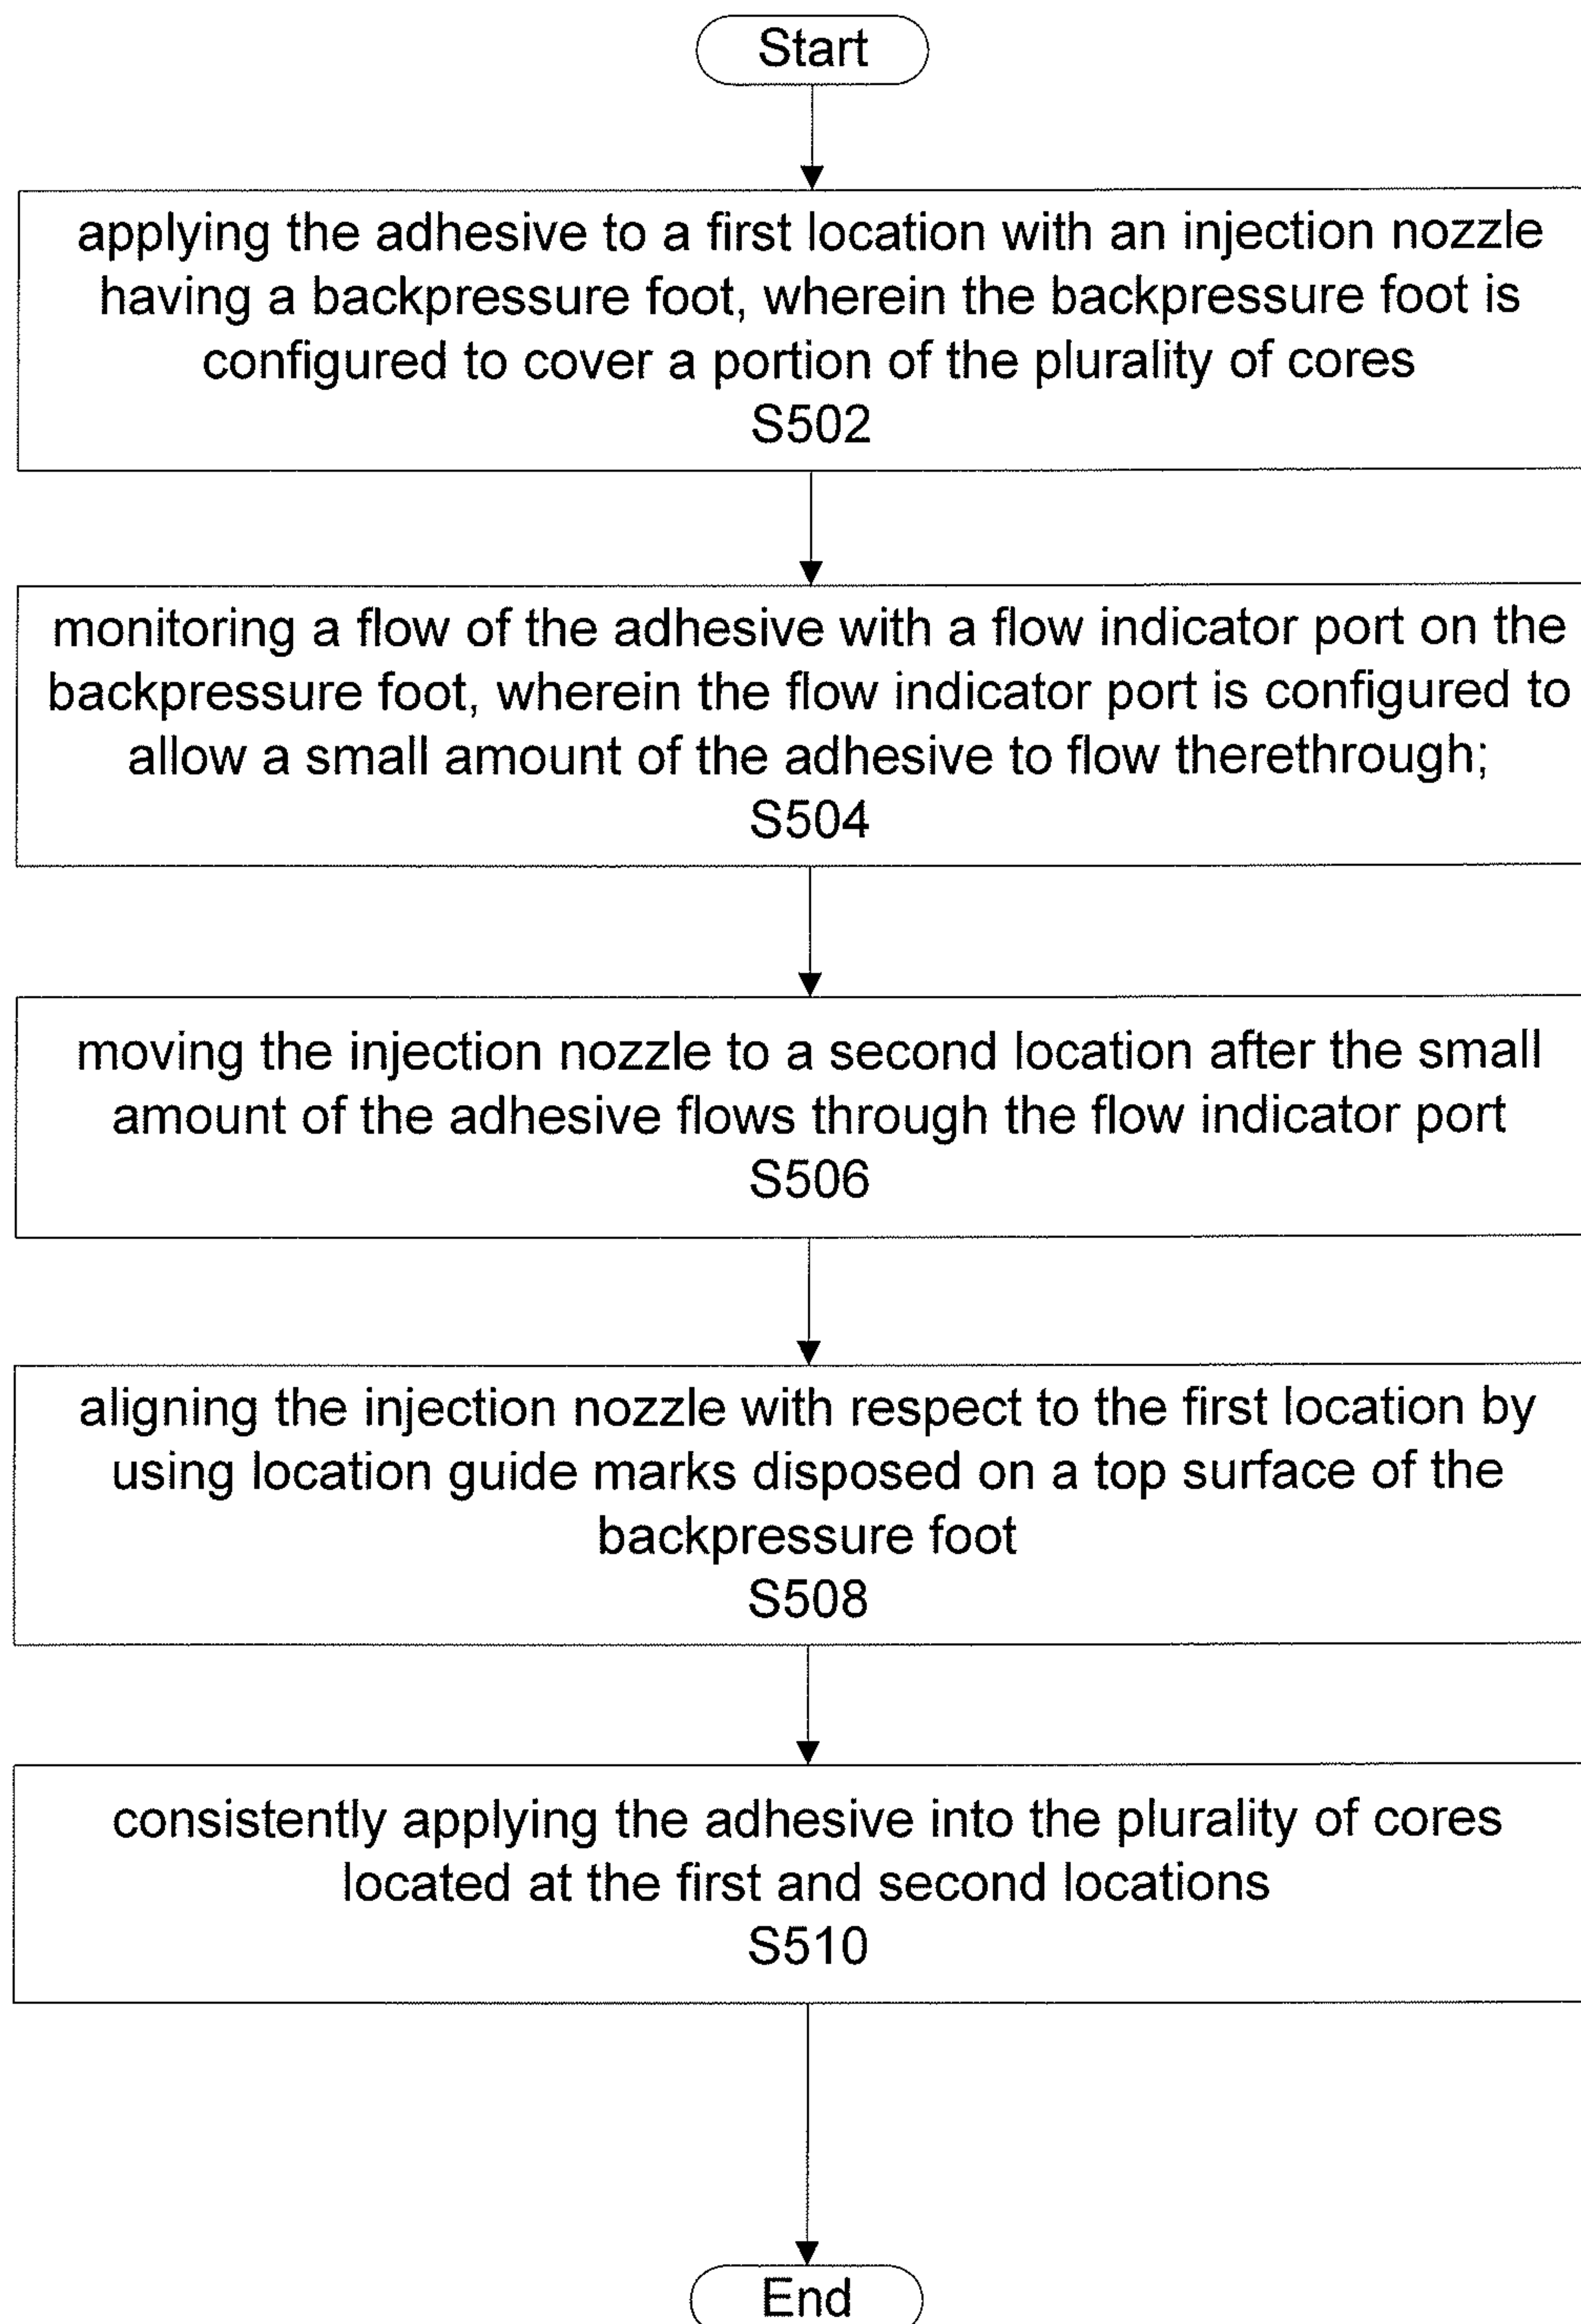 Start
applying the adhesive to a first location with an injection nozzle
having a backpressure foot, wherein the backpressure foot is
configured to cover a portion of the plurality of cores
S502
monitoring a flow of the adhesive with a flow indicator port on the
backpressure foot, wherein the flow indicator port is configured to
allow a small amount of the adhesive to flow therethrough;
S504
moving the injection nozzle to a second location after the small
amount of the adhesive flows through the flow indicator port
S506
aligning the injection nozzle with respect to the first location by
using location guide marks disposed on a top surface of the
backpressure foot
S508
consistently applying the adhesive into the plurality of cores
located at the first and second locations
S510
End